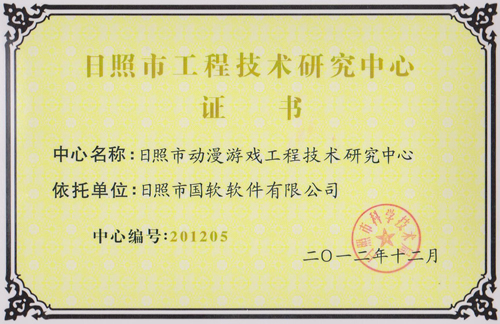 日照市工程技术研究中心
证 书
中心名称:日照市动漫游戏工程技术研究中心
依托单位:日照市国软软件有限公司
中心编号:201205
日照市科学技术局
二〇一二年十二月